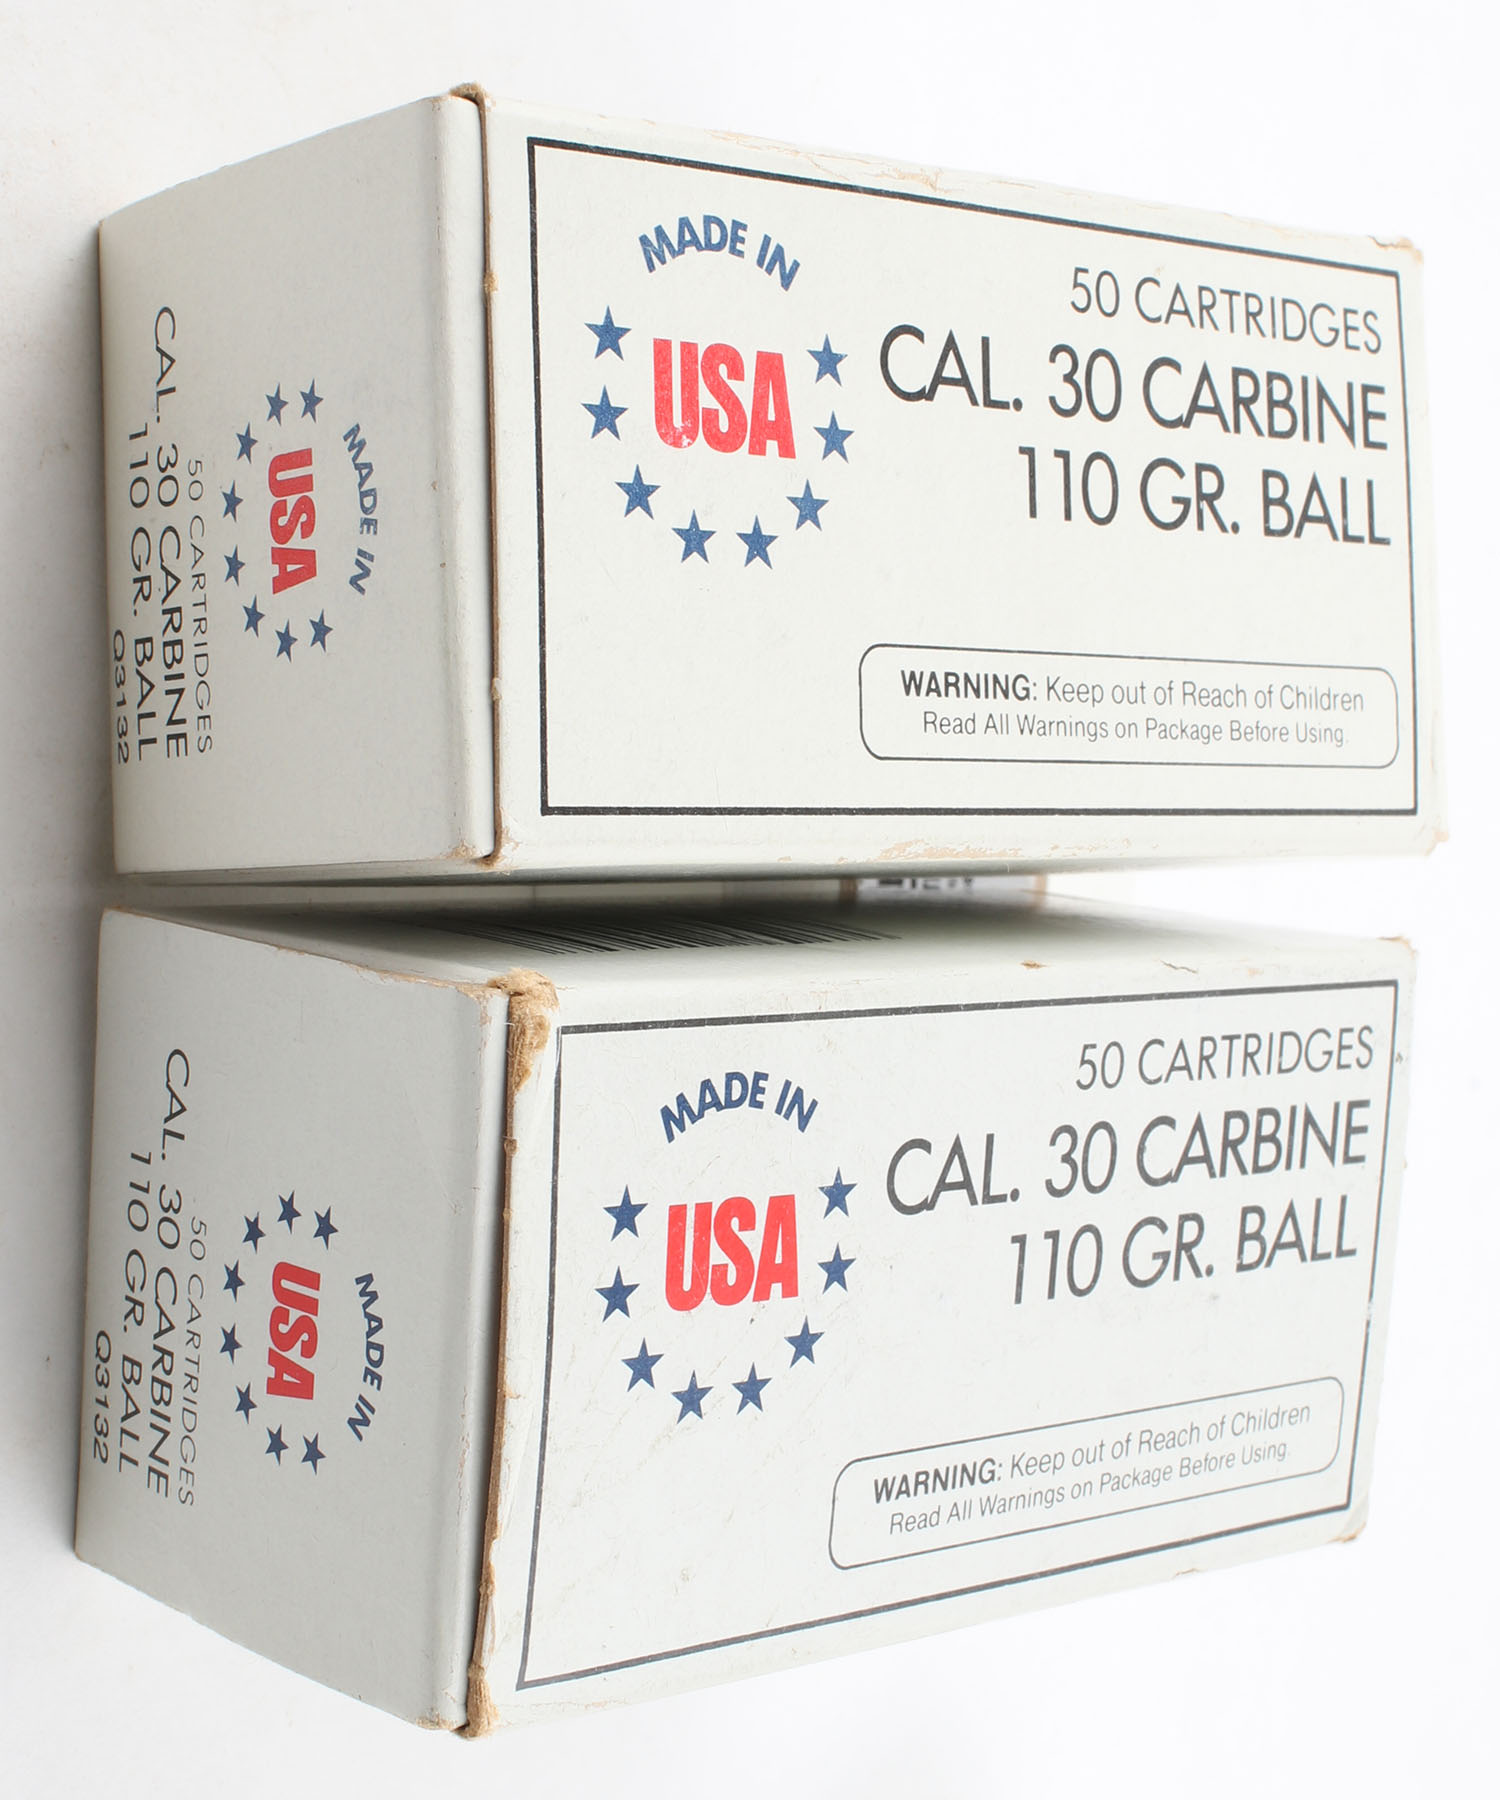 MADE IN
USA
50 CARTRIDGES
CAL. 30 CARBINE
110 GR. BALL
WARNING: Keep out of Reach of Children
Read All Warnings on Package Before Using.
MADE IN
USA
50 CARTRIDGES
CAL. 30 CARBINE
110 GR. BALL
Q3132
MADE IN
USA
50 CARTRIDGES
CAL. 30 CARBINE
110 GR. BALL
WARNING: Keep out of Reach of Children
Read All Warnings on Package Before Using.
MADE IN
USA
50 CARTRIDGES
CAL. 30 CARBINE
110 GR. BALL
Q3132